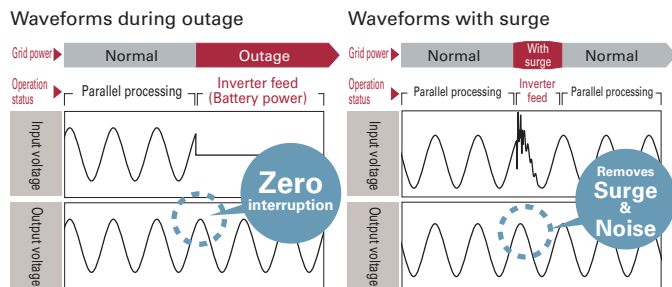 Waveforms during outage
Grid power
Normal
Outage
Operation
status
Parallel processing
Inverter feed
(Battery power)
Input voltage
Output voltage
Zero
interruption
Waveforms with surge
Grid power
Normal
With
surge
Normal
Operation
status
Parallel processing
Inverter
feed
Parallel processing
Input voltage
Output voltage
Removes
Surge
&
Noise